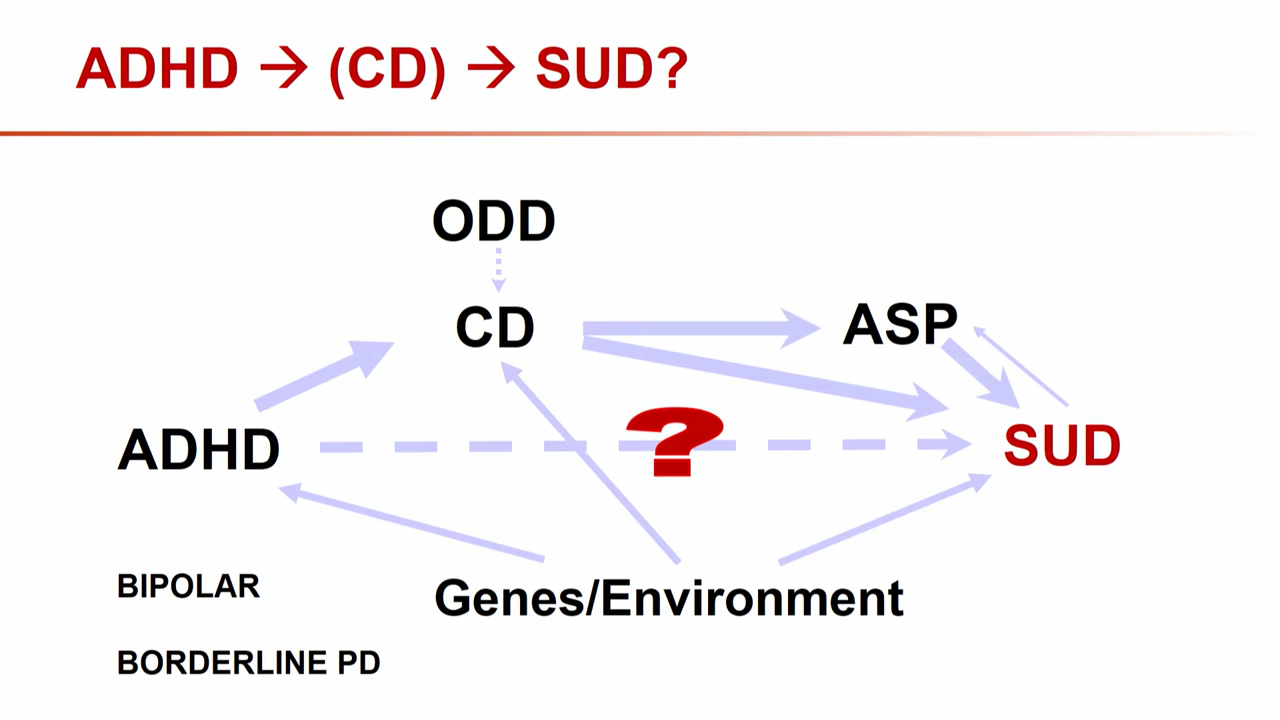 ADHD → (CD) → SUD?
ODD
CD
ASP
?
ADHD
SUD
BIPOLAR
Genes/Environment
BORDERLINE PD